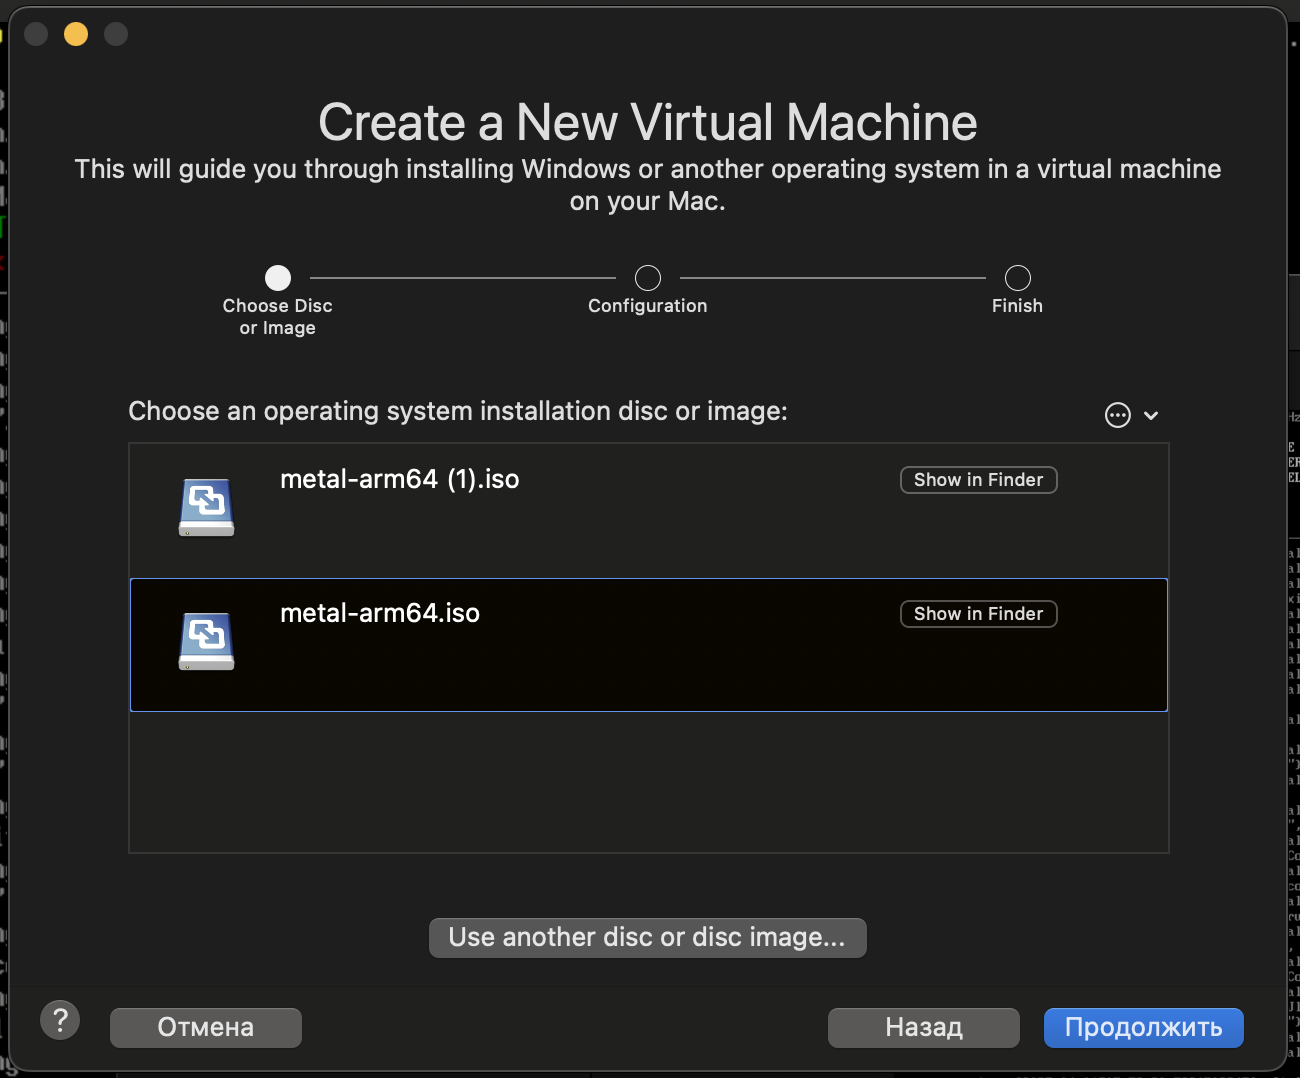 Create a New Virtual Machine
This will guide you through installing Windows or another operating system in a virtual machine
on your Mac.
Choose Disc
or Image
Configuration
Finish
Choose an operating system installation disc or image:
metal-arm64 (1).iso
Show in Finder
metal-arm64.iso
Show in Finder
Use another disc or disc image...
?
Отмена
Назад
Продолжить